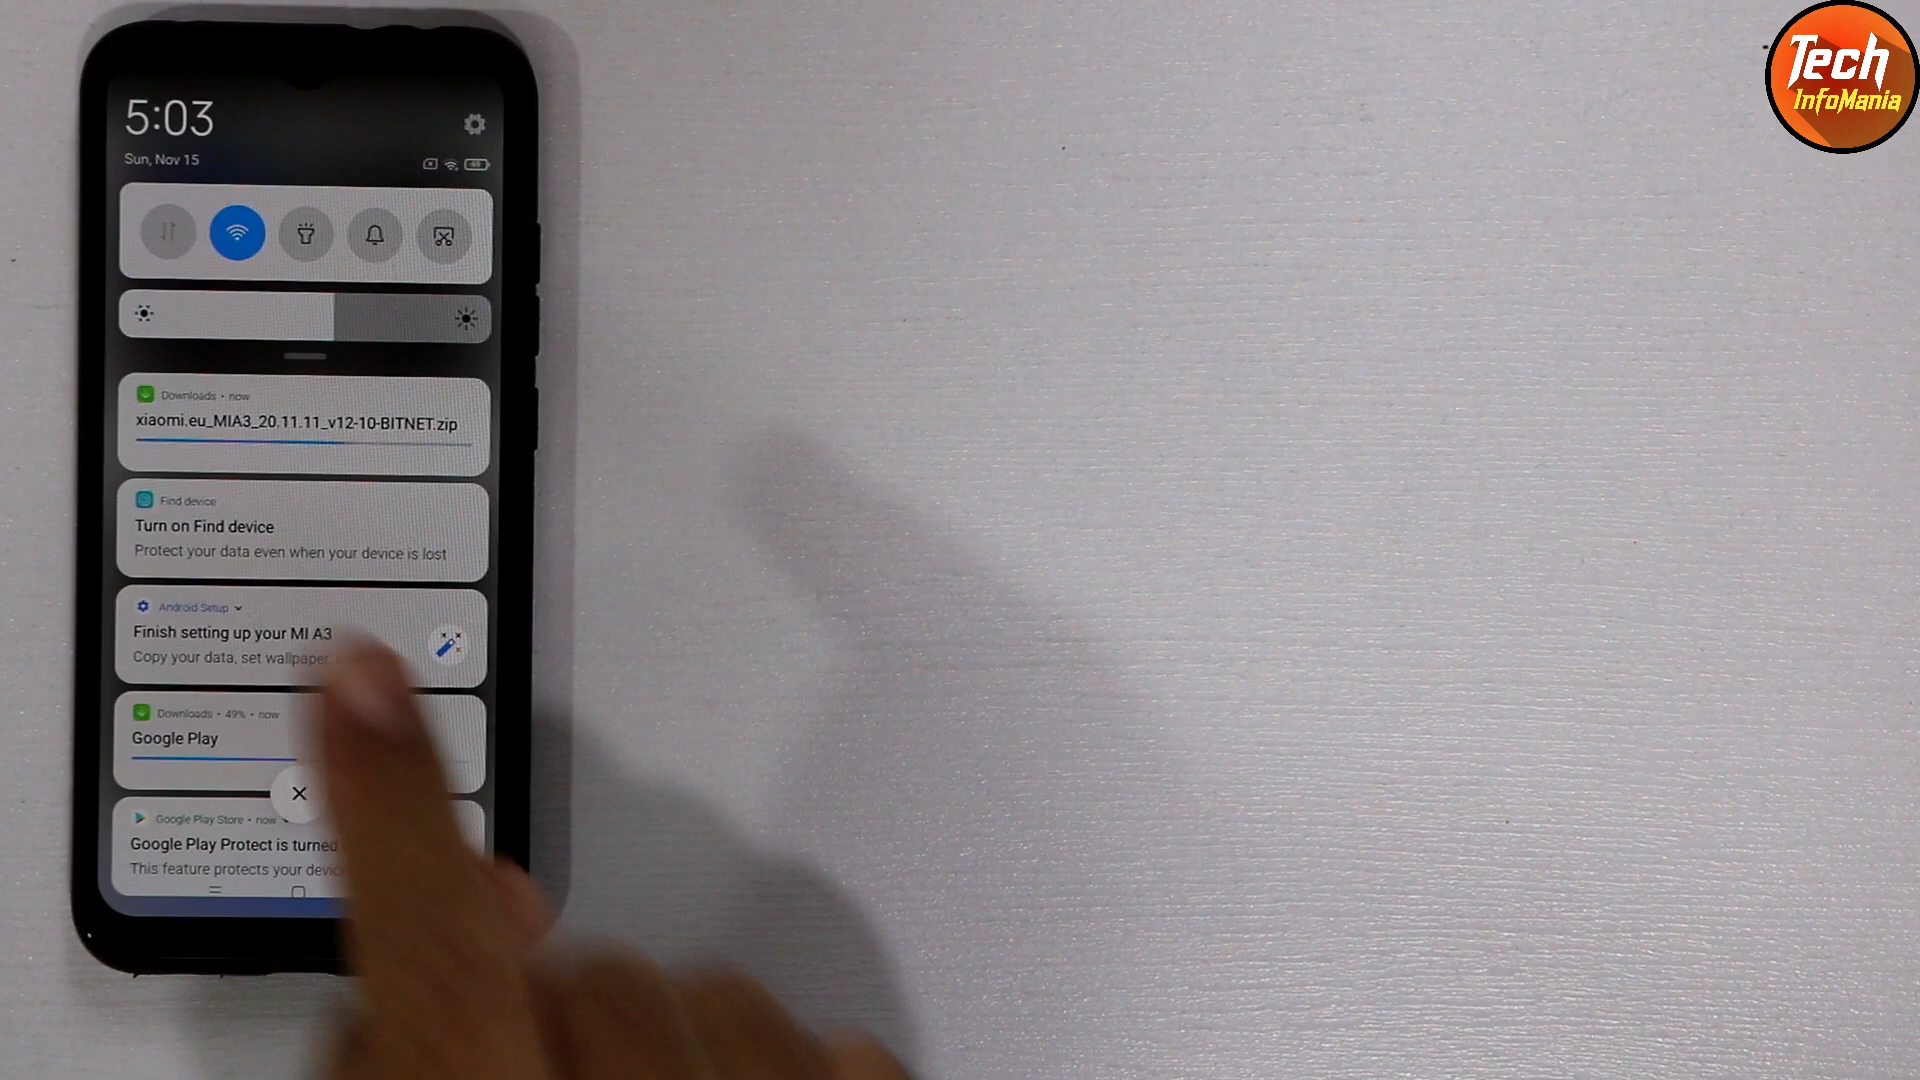 Tech
InfoMania
5:03
Sun, Nov 15
Downloads • now
xiaomi.eu_MIA3_20.11.11_v12-10-BITNET.zip
Find device
Turn on Find device
Protect your data even when your device is lost
Android Setup
Finish setting up your MI A3
Copy your data, set wallpaper,
Downloads • 49% • now
Google Play
Google Play Store • now
Google Play Protect is turned
This feature protects your